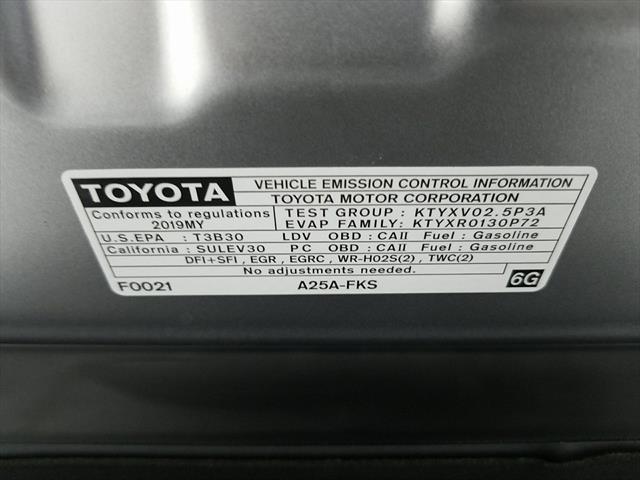 TOYOTA VEHICLE EMISSION CONTROL INFORMATION
TOYOTA MOTOR CORPORATION
Conforms to regulations
2019MY
TEST GROUP : KTYXV02.5P3A
EVAP FAMILY: KTYXR0130P72
U.S.EPA : T3B30 LDV OBD : CAII Fuel : Gasoline
California : SULEV30 PC OBD : CAII Fuel : Gasoline
DFI+SFI , EGR , EGRC , WR-HO2S(2) , TWC(2)
No adjustments needed.
F0021 A25A-FKS 6G